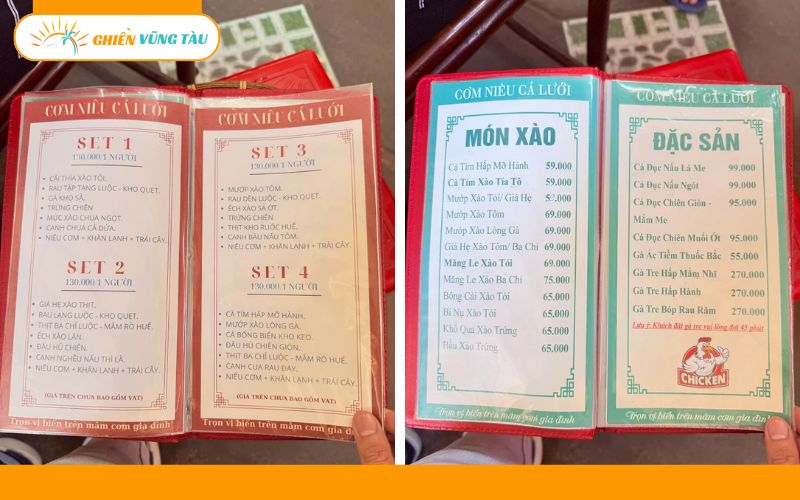 GHIỀN VŨNG TÀU
CƠM NIÊU CÁ LƯỚI
SET 1
130.000/1 NGƯỜI
CẢI THÌA XÀO TỎI.
RAU TẬP TÀNG LUỘC - KHO QUẸT.
GÀ KHO SẢ.
TRỨNG CHIÊN
MỰC XÀO CHUA NGỌT.
CANH CHUA CÁ DỨA.
NIÊU CƠM + KHĂN LẠNH + TRÁI CÂY.
SET 2
130.000/1 NGƯỜI
GIÁ HẸ XÀO THỊT.
RAU LANG LUỘC - KHO QUẸT.
THỊT BA CHỈ LUỘC - MẮM RÒ HUẾ.
ẾCH XÀO LĂN.
ĐẬU HŨ CHIÊN.
CANH NGHÊU NẤU THÌ LÀ.
NIÊU CƠM + KHĂN LẠNH + TRÁI CÂY.
(GIÁ TRÊN CHƯA BAO GỒM VAT)
Trọn vị biển trên mâm cơm gia đình
CƠM NIÊU CÁ LƯỚI
SET 3
130.000/1 NGƯỜI
MƯỚP XÀO TÔM.
RAU DỀN LUỘC - KHO QUẸT.
ẾCH XÀO SẢ ỚT.
TRỨNG CHIÊN
THỊT KHO RUỐC HUẾ.
CANH BẦU NẤU TÔM.
NIÊU CƠM + KHĂN LẠNH + TRÁI CÂY.
SET 4
130.000/1 NGƯỜI
CÀ TÍM HẤP MỠ HÀNH.
MƯỚP XÀO LÒNG GÀ.
CÁ BỐNG BIỂN KHO KẸO.
ĐẬU HŨ CHIÊN GIÒN.
THỊT BA CHỈ LUỘC - MẮM RÒ HUẾ.
CANH CUA RAU ĐAY.
NIÊU CƠM + KHĂN LẠNH + TRÁI CÂY.
(GIÁ TRÊN CHƯA BAO GỒM VAT)
Trọn vị biển trên mâm cơm gia đìn
CƠM NIÊU CÁ LƯỚI
MÓN XÀO
Cà Tím Hấp Mỡ Hành 59.000
Cà Tím Xào Tía Tô 59.000
Mướp Xào Tỏi/ Giá Hẹ 59.000
Mướp Xào Tôm 69.000
Mướp Xào Lòng Gà 69.000
Giá Hẹ Xào Tôm/ Ba Chỉ 69.000
Măng Le Xào Tỏi 69.000
Măng Le Xào Ba Chỉ 75.000
Bông Cải Xào Tỏi 65.000
Bí Nụ Xào Tỏi 65.000
Khổ Qua Xào Trứng 65.000
Bầu Xào Trứng 65.000
Trọn vị biển trên mâm cơm gia đình
CƠM NIÊU CÁ LƯỚI
ĐẶC SẢN
Cá Đục Nấu Lá Me 99.000
Cá Đục Nấu Ngót 99.000
Cá Đục Chiên Giòn - 95.000
Mắm Me
Cá Đục Chiên Muối Ớt 95.000
Gà Ác Tiềm Thuốc Bắc 55.000
Gà Tre Hấp Mắm Nhĩ 270.000
Gà Tre Hấp Hành 270.000
Gà Tre Bóp Rau Răm 270.000
Lưu ý: Khách đặt gà tre vui lòng đợi 45 phút
CHICKEN
Trọn vị biển trên mâm cơm gia đình